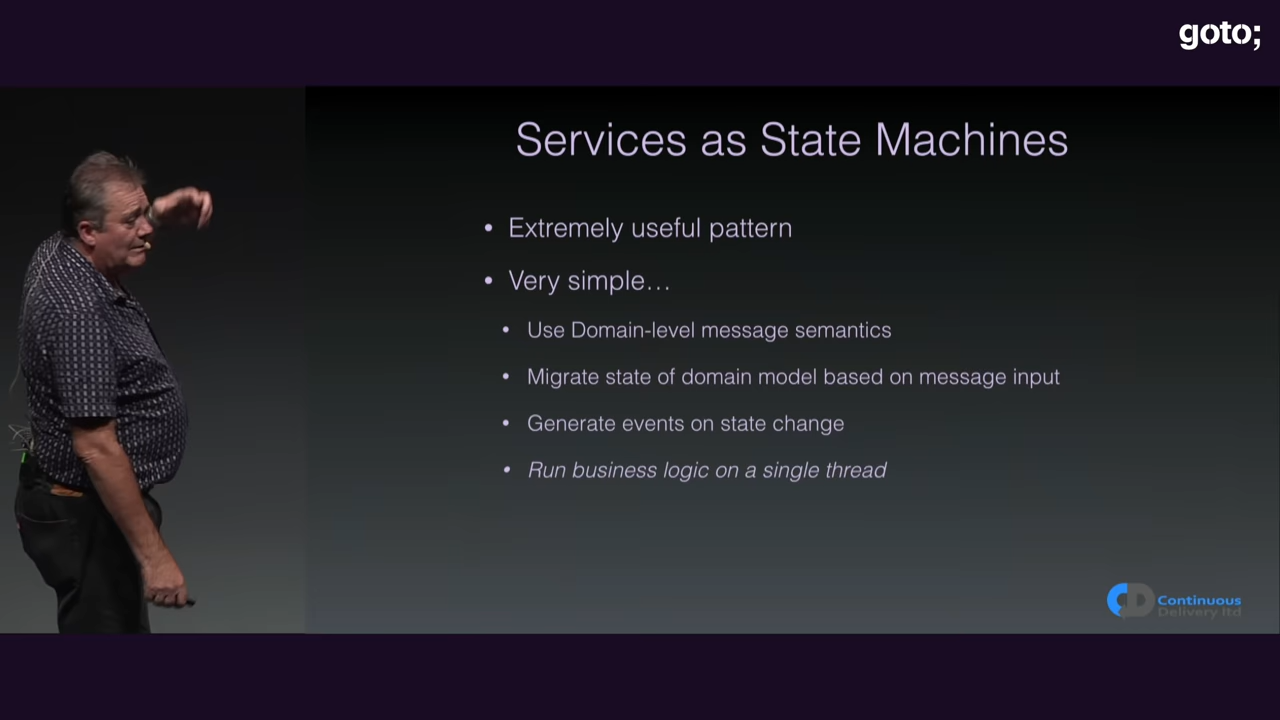 goto;
Services as State Machines
• Extremely useful pattern
• Very simple…
• Use Domain-level message semantics
• Migrate state of domain model based on message input
• Generate events on state change
• Run business logic on a single thread
CD Continuous
Delivery ltd